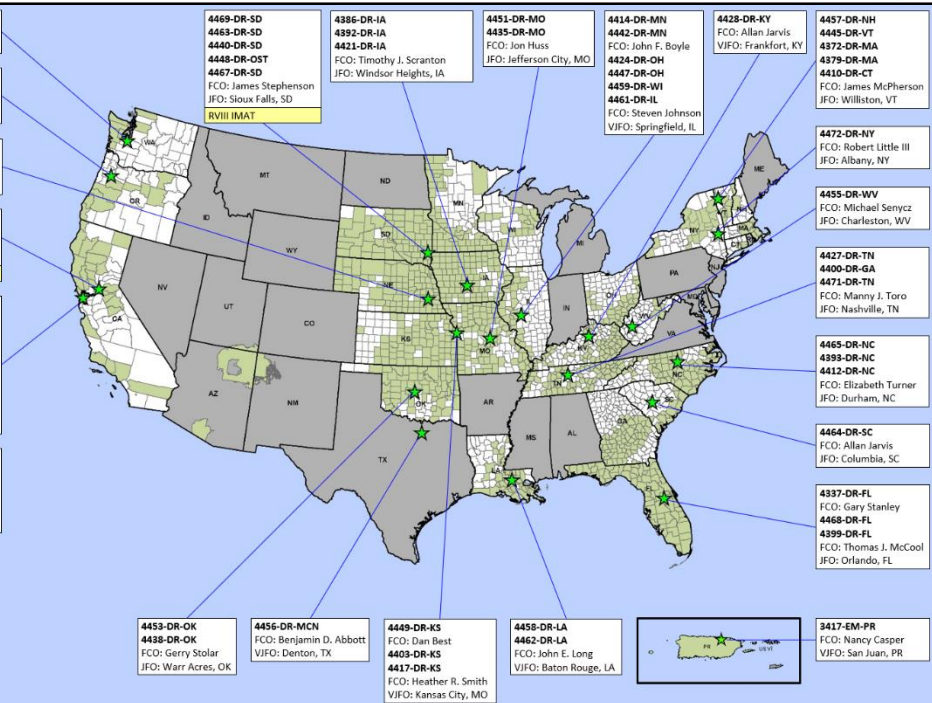 4469-DR-SD
4463-DR-SD
4440-DR-SD
4448-DR-OST
4467-DR-SD
FCO: James Stephenson
JFO: Sioux Falls, SD
RVIII IMAT
4386-DR-IA
4392-DR-IA
4421-DR-IA
FCO: Timothy J. Scranton
JFO: Windsor Heights, IA
4451-DR-MO
4435-DR-MO
FCO: Jon Huss
JFO: Jefferson City, MO
4414-DR-MN
4442-DR-MN
FCO: John F. Boyle
4424-DR-OH
4447-DR-OH
4459-DR-WI
4461-DR-IL
FCO: Steven Johnson
VJFO: Springfield, IL
4428-DR-KY
FCO: Allan Jarvis
VJFO: Frankfort, KY
4457-DR-NH
4445-DR-VT
4372-DR-MA
4379-DR-MA
4410-DR-CT
FCO: James McPherson
JFO: Williston, VT
4472-DR-NY
FCO: Robert Little III
JFO: Albany, NY
4455-DR-WV
FCO: Michael Senycz
JFO: Charleston, WV
4427-DR-TN
4400-DR-GA
4471-DR-TN
FCO: Manny J. Toro
JFO: Nashville, TN
4465-DR-NC
4393-DR-NC
4412-DR-NC
FCO: Elizabeth Turner
JFO: Durham, NC
4464-DR-SC
FCO: Allan Jarvis
JFO: Columbia, SC
4337-DR-FL
FCO: Gary Stanley
4468-DR-FL
4399-DR-FL
FCO: Thomas J. McCool
JFO: Orlando, FL
WA
MT
ND
MN
ME
OR
ID
SD
WI
MI
NY
VT
NH
MA
CT
WY
NE
IA
PA
NJ
NV
UT
CO
KS
MO
IL
IN
OH
WV
MD
VA
CA
KY
AZ
NM
OK
AR
TN
NC
SC
TX
LA
MS
AL
GA
FL
4453-DR-OK
4438-DR-OK
FCO: Gerry Stolar
JFO: Warr Acres, OK
4456-DR-MCN
FCO: Benjamin D. Abbott
VJFO: Denton, TX
4449-DR-KS
FCO: Dan Best
4403-DR-KS
4417-DR-KS
FCO: Heather R. Smith
VJFO: Kansas City, MO
4458-DR-LA
4462-DR-LA
FCO: John E. Long
VJFO: Baton Rouge, LA
PR
US VI
3417-EM-PR
FCO: Nancy Casper
VJFO: San Juan, PR